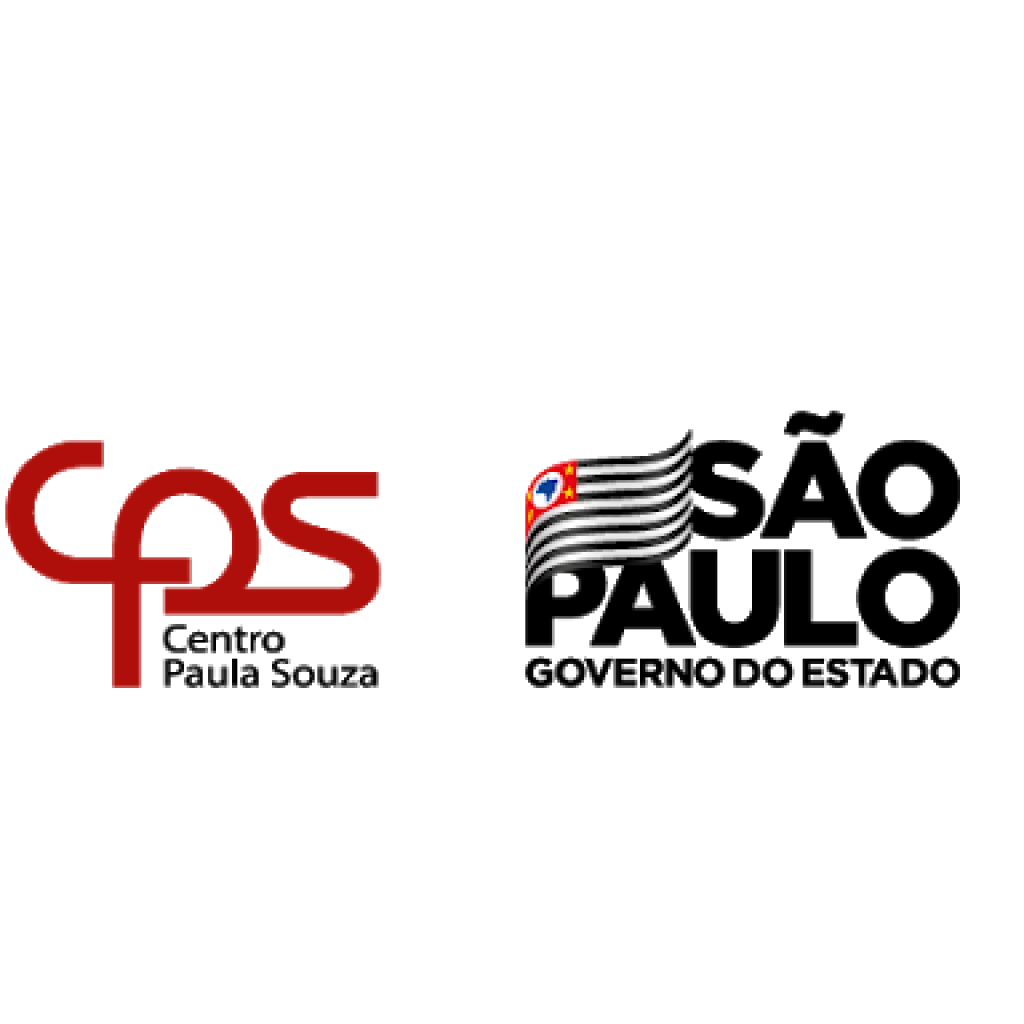 cps
Centro
Paula Souza
SÃO
PAULO
GOVERNO DO ESTADO